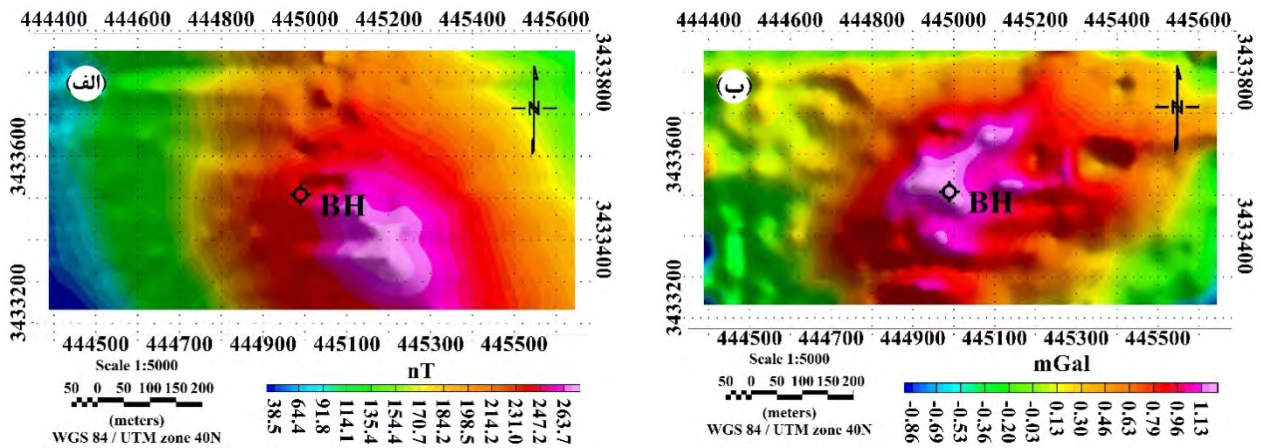 444400 444600 444800 445000 445200 445400 445600
(الف)
N
BH
3433600
3433200
3433800
3433400
444500 444700 444900 445100 445300 445500
Scale 1:5000
50 0 50 100 150 200
(meters)
WGS 84 / UTM zone 40N
nT
38.5 64.4 91.8 114.1 135.4 154.4 170.7 184.2 198.5 214.2 231.0 247.2 263.7
444400 444600 444800 445000 445200 445400 445600
(ب)
N
BH
3433600
3433200
3433800
3433400
444500 444700 444900 445100 445300 445500
Scale 1:5000
50 0 50 100 150 200
(meters)
WGS 84 / UTM zone 40N
mGal
-0.86 -0.69 -0.53 -0.36 -0.20 -0.03 0.13 0.30 0.46 0.63 0.79 0.96 1.13